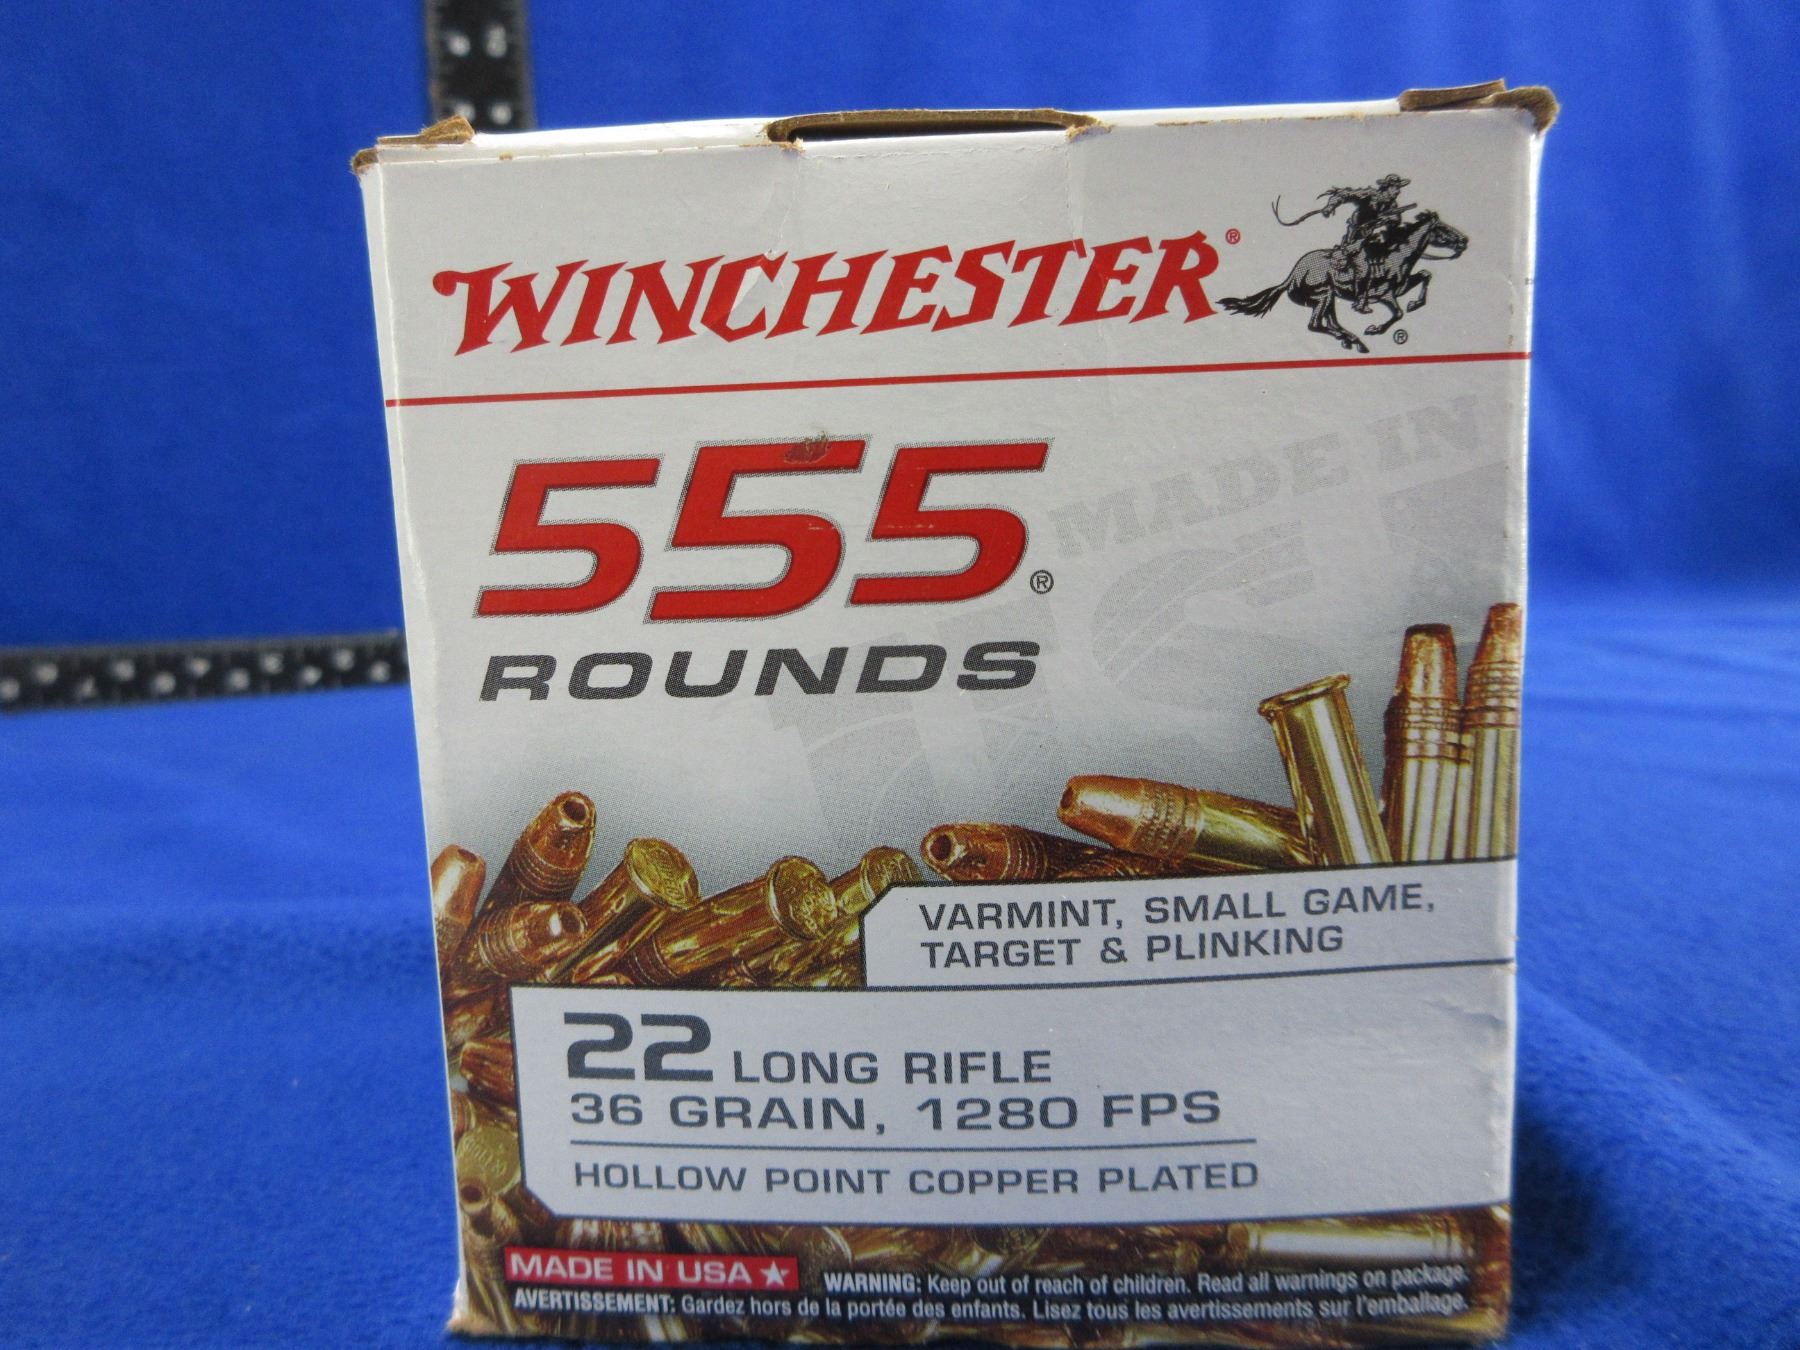 WINCHESTER®
®
555®
ROUNDS
MADE IN
USA
VARMINT, SMALL GAME,
TARGET & PLINKING
22 LONG RIFLE
36 GRAIN, 1280 FPS
HOLLOW POINT COPPER PLATED
MADE IN USA ★
WARNING: Keep out of reach of children. Read all warnings on package.
AVERTISSEMENT: Gardez hors de la portée des enfants. Lisez tous les avertissements sur l'emballage.